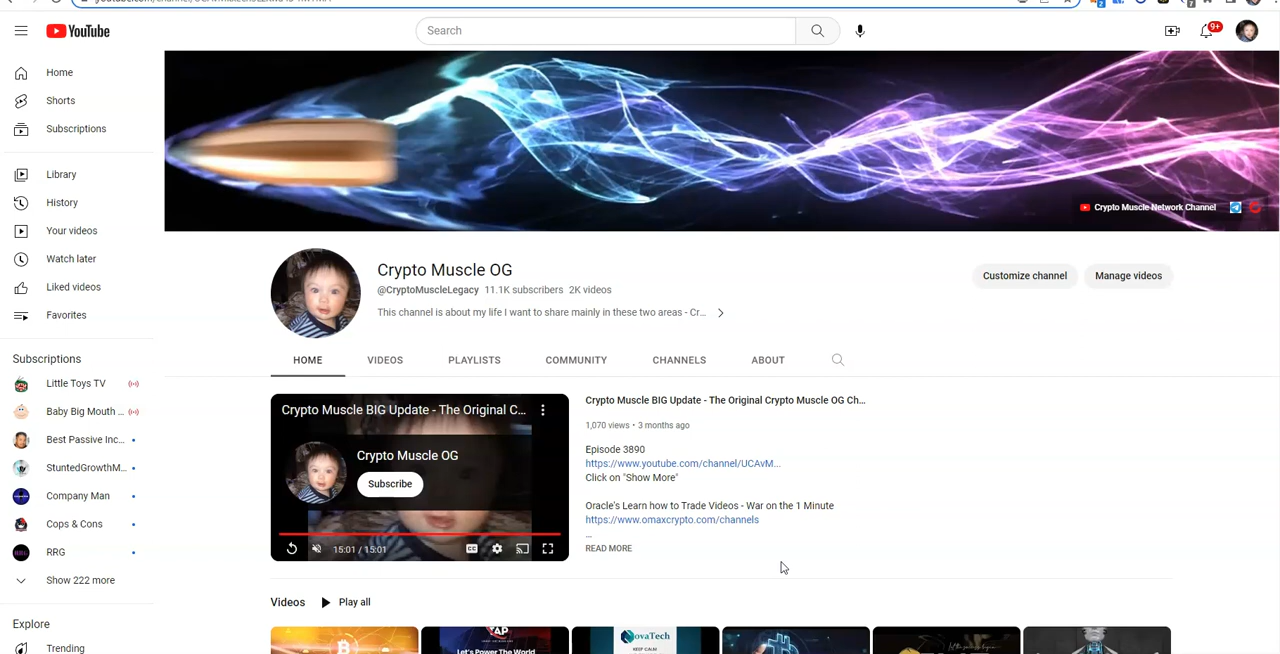 YouTube
Search
9+
Home
Shorts
Subscriptions
Library
History
Your videos
Watch later
Liked videos
Favorites
Subscriptions
Little Toys TV
Baby Big Mouth ...
Best Passive Inc...
StuntedGrowthM...
Company Man
Cops & Cons
RRG
Show 222 more
Explore
Trending
Crypto Muscle Network Channel
Crypto Muscle OG
@CryptoMuscleLegacy 11.1K subscribers 2K videos
This channel is about my life I want to share mainly in these two areas - Cr...
Customize channel
Manage videos
HOME
VIDEOS
PLAYLISTS
COMMUNITY
CHANNELS
ABOUT
Crypto Muscle BIG Update - The Original C...
Crypto Muscle OG
Subscribe
15:01 / 15:01
CC
Crypto Muscle BIG Update - The Original Crypto Muscle OG Ch...
1,070 views • 3 months ago
Episode 3890
https://www.youtube.com/channel/UCAvM...
Click on "Show More"
Oracle's Learn how to Trade Videos - War on the 1 Minute
https://www.omaxcrypto.com/channels
...
READ MORE
Videos
Play all
Let's Power The World
NovaTech
KEEP CALM